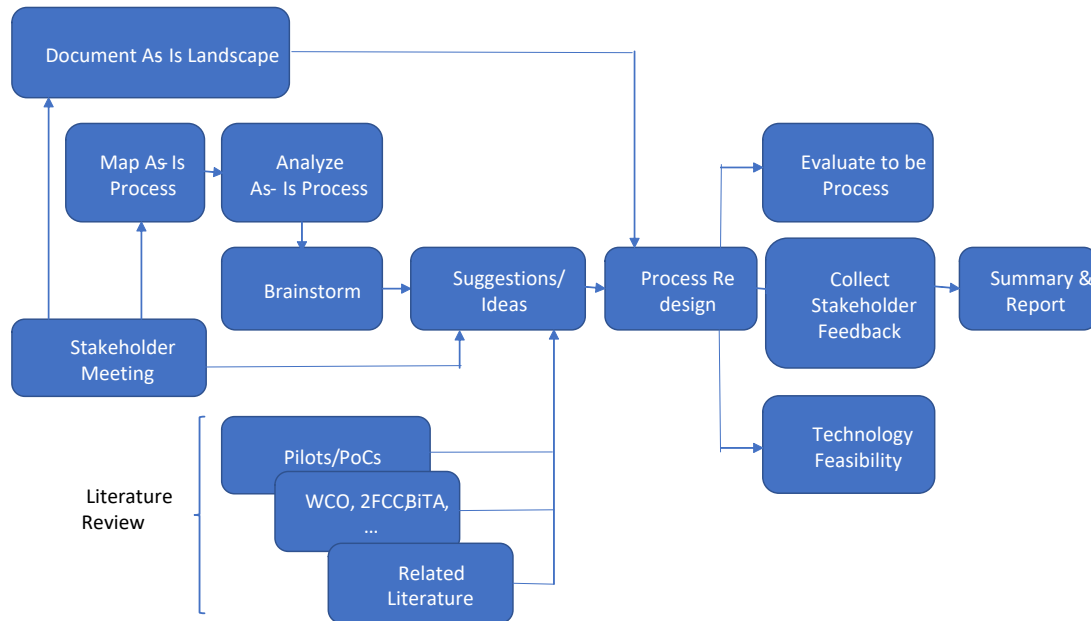 Document As Is Landscape
Map As- Is
Process
Analyze
As- Is Process
Evaluate to be
Process
Brainstorm
Suggestions/
Ideas
Process Re
design
Collect
Stakeholder
Feedback
Summary &
Report
Stakeholder
Meeting
Technology
Feasibility
Literature
Review
Pilots/PoCs
WCO, 2FCC,BiTA,
...
Related
Literature